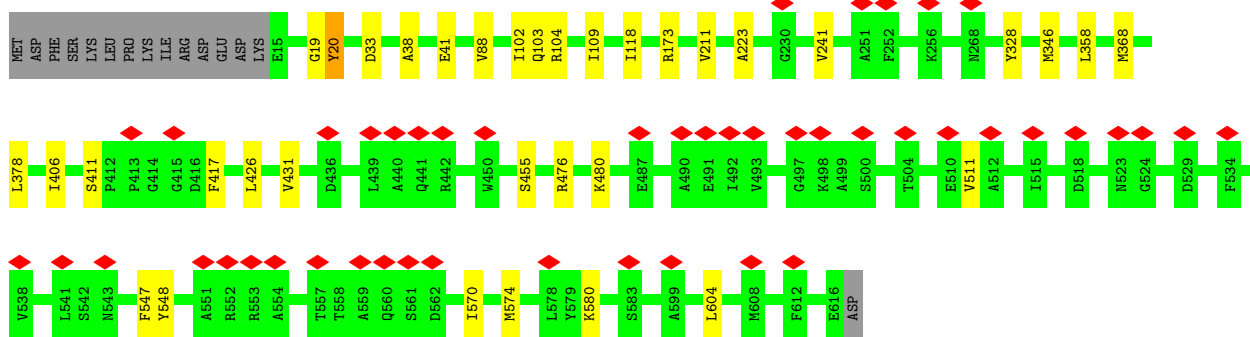 MET ASP PHE SER LYS LEU PRO LYS ILE ARG ASP GLU ASP LYS E15 G19 Y20 D33 A38 E41 V88 I102 Q103 R104 I109 I118 R173 V211 A223 G230 V241 A251 F252 K256 N268 Y328 M346 L358 M368
L378 I406 S411 P412 P413 G414 G415 D416 F417 L426 V431 D436 L439 A440 Q441 R442 W450 S455 R476 K480 E487 A490 E491 I492 V493 G497 K498 A499 S500 T504 E510 V511 A512 I515 D518 N523 G524 D529 F534
V538 L541 S542 N543 F547 Y548 A551 R552 R553 A554 T557 T558 A559 Q560 S561 D562 I570 M574 L578 Y579 K580 S583 A599 L604 M608 F612 E616 ASP